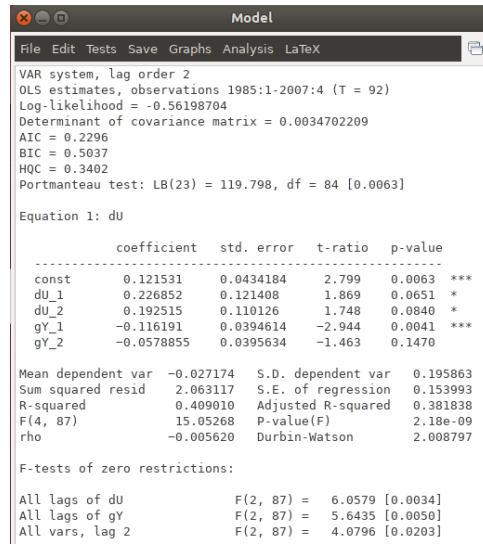 Model
File Edit Tests Save Graphs Analysis LaTeX
VAR system, lag order 2
OLS estimates, observations 1985:1-2007:4 (T = 92)
Log-likelihood = -0.56198704
Determinant of covariance matrix = 0.0034702209
AIC = 0.2296
BIC = 0.5037
HQC = 0.3402
Portmanteau test: LB(23) = 119.798, df = 84 [0.0063]
Equation 1: dU
coefficient std. error t-ratio p-value
---------------------------------------------------------
const 0.121531 0.0434184 2.799 0.0063 ***
dU_1 0.226852 0.121408 1.869 0.0651 *
dU_2 0.192515 0.110126 1.748 0.0840 *
gY_1 −0.116191 0.0394614 −2.944 0.0041 ***
gY_2 −0.0578855 0.0395634 −1.463 0.1470
Mean dependent var −0.027174 S.D. dependent var 0.195863
Sum squared resid 2.063117 S.E. of regression 0.153993
R-squared 0.409010 Adjusted R-squared 0.381838
F(4, 87) 15.05268 P-value(F) 2.18e-09
rho −0.005620 Durbin-Watson 2.008797
F-tests of zero restrictions:
All lags of dU F(2, 87) = 6.0579 [0.0034]
All lags of gY F(2, 87) = 5.6435 [0.0050]
All vars, lag 2 F(2, 87) = 4.0796 [0.0203]